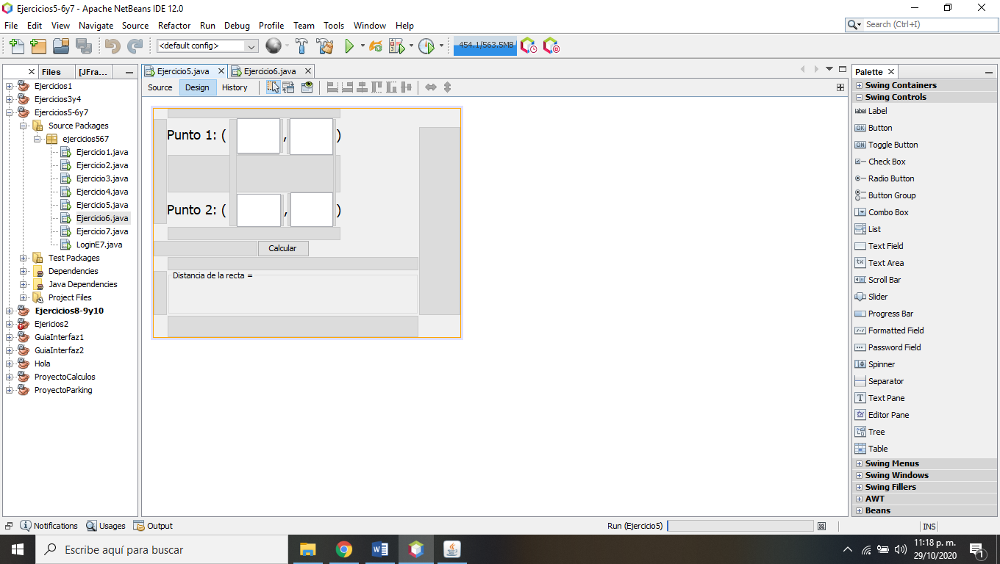 Ejercicios5-6y7 - Apache NetBeans IDE 12.0
File Edit View Navigate Source Refactor Run Debug Profile Team Tools Window Help
Search (Ctrl+I)
<default config>
454.1/563.5MB
Files
[JFra...
Ejercicio5.java
Ejercicio6.java
Source
Design
History
Ejercicios1
Ejercicios3y4
Ejercicios5-6y7
Source Packages
ejercicios567
Ejercicio1.java
Ejercicio2.java
Ejercicio3.java
Ejercicio4.java
Ejercicio5.java
Ejercicio6.java
Ejercicio7.java
LoginE7.java
Test Packages
Dependencies
Java Dependencies
Project Files
Ejercicios8-9y10
Ejericios2
GuiaInterfaz1
GuiaInterfaz2
Hola
ProyectoCalculos
ProyectoParking
Punto 1: ( , )
Punto 2: ( , )
Calcular
Distancia de la recta =
Palette
Swing Containers
Swing Controls
Label
Button
Toggle Button
Check Box
Radio Button
Button Group
Combo Box
List
Text Field
Text Area
Scroll Bar
Slider
Progress Bar
Formatted Field
Password Field
Spinner
Separator
Text Pane
Editor Pane
Tree
Table
Swing Menus
Swing Windows
Swing Fillers
AWT
Beans
Notifications Usages Output
Run (Ejercicio5)
INS
Escribe aquí para buscar
11:18 p. m.
29/10/2020
1